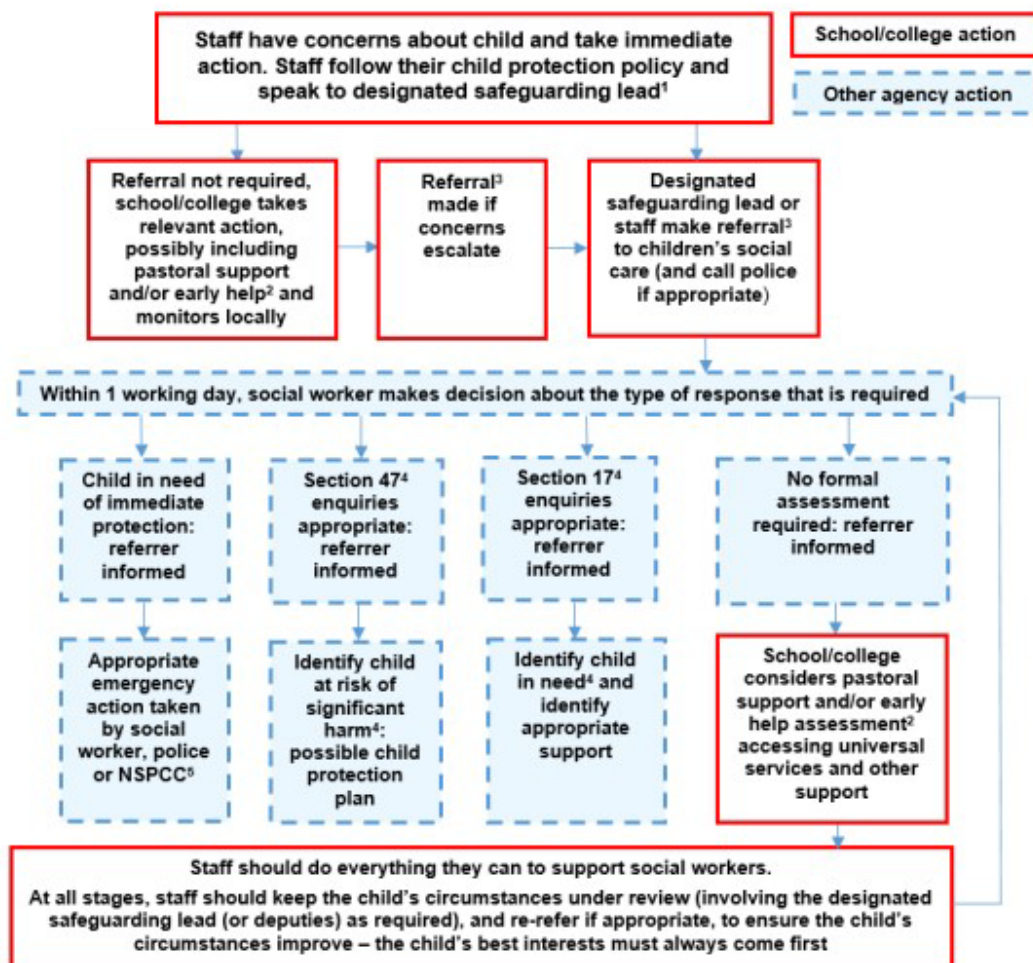 Staff have concerns about child and take immediate
action. Staff follow their child protection policy and
speak to designated safeguarding lead¹
School/college action
Other agency action
Referral not required,
school/college takes
relevant action,
possibly including
pastoral support
and/or early help² and
monitors locally
Referral³
made if
concerns
escalate
Designated
safeguarding lead or
staff make referral³
to children's social
care (and call police
if appropriate)
Within 1 working day, social worker makes decision about the type of response that is required
Child in need
of immediate
protection:
referrer
informed
Section 47⁴
enquiries
appropriate:
referrer
informed
Section 17⁴
enquiries
appropriate:
referrer
informed
No formal
assessment
required: referrer
informed
Appropriate
emergency
action taken
by social
worker, police
or NSPCC⁵
Identify child
at risk of
significant
harm⁴:
possible child
protection
plan
Identify child
in need⁴ and
identify
appropriate
support
School/college
considers pastoral
support and/or early
help assessment²
accessing universal
services and other
support
Staff should do everything they can to support social workers.
At all stages, staff should keep the child's circumstances under review (involving the designated
safeguarding lead (or deputies) as required), and re-refer if appropriate, to ensure the child's
circumstances improve – the child's best interests must always come first